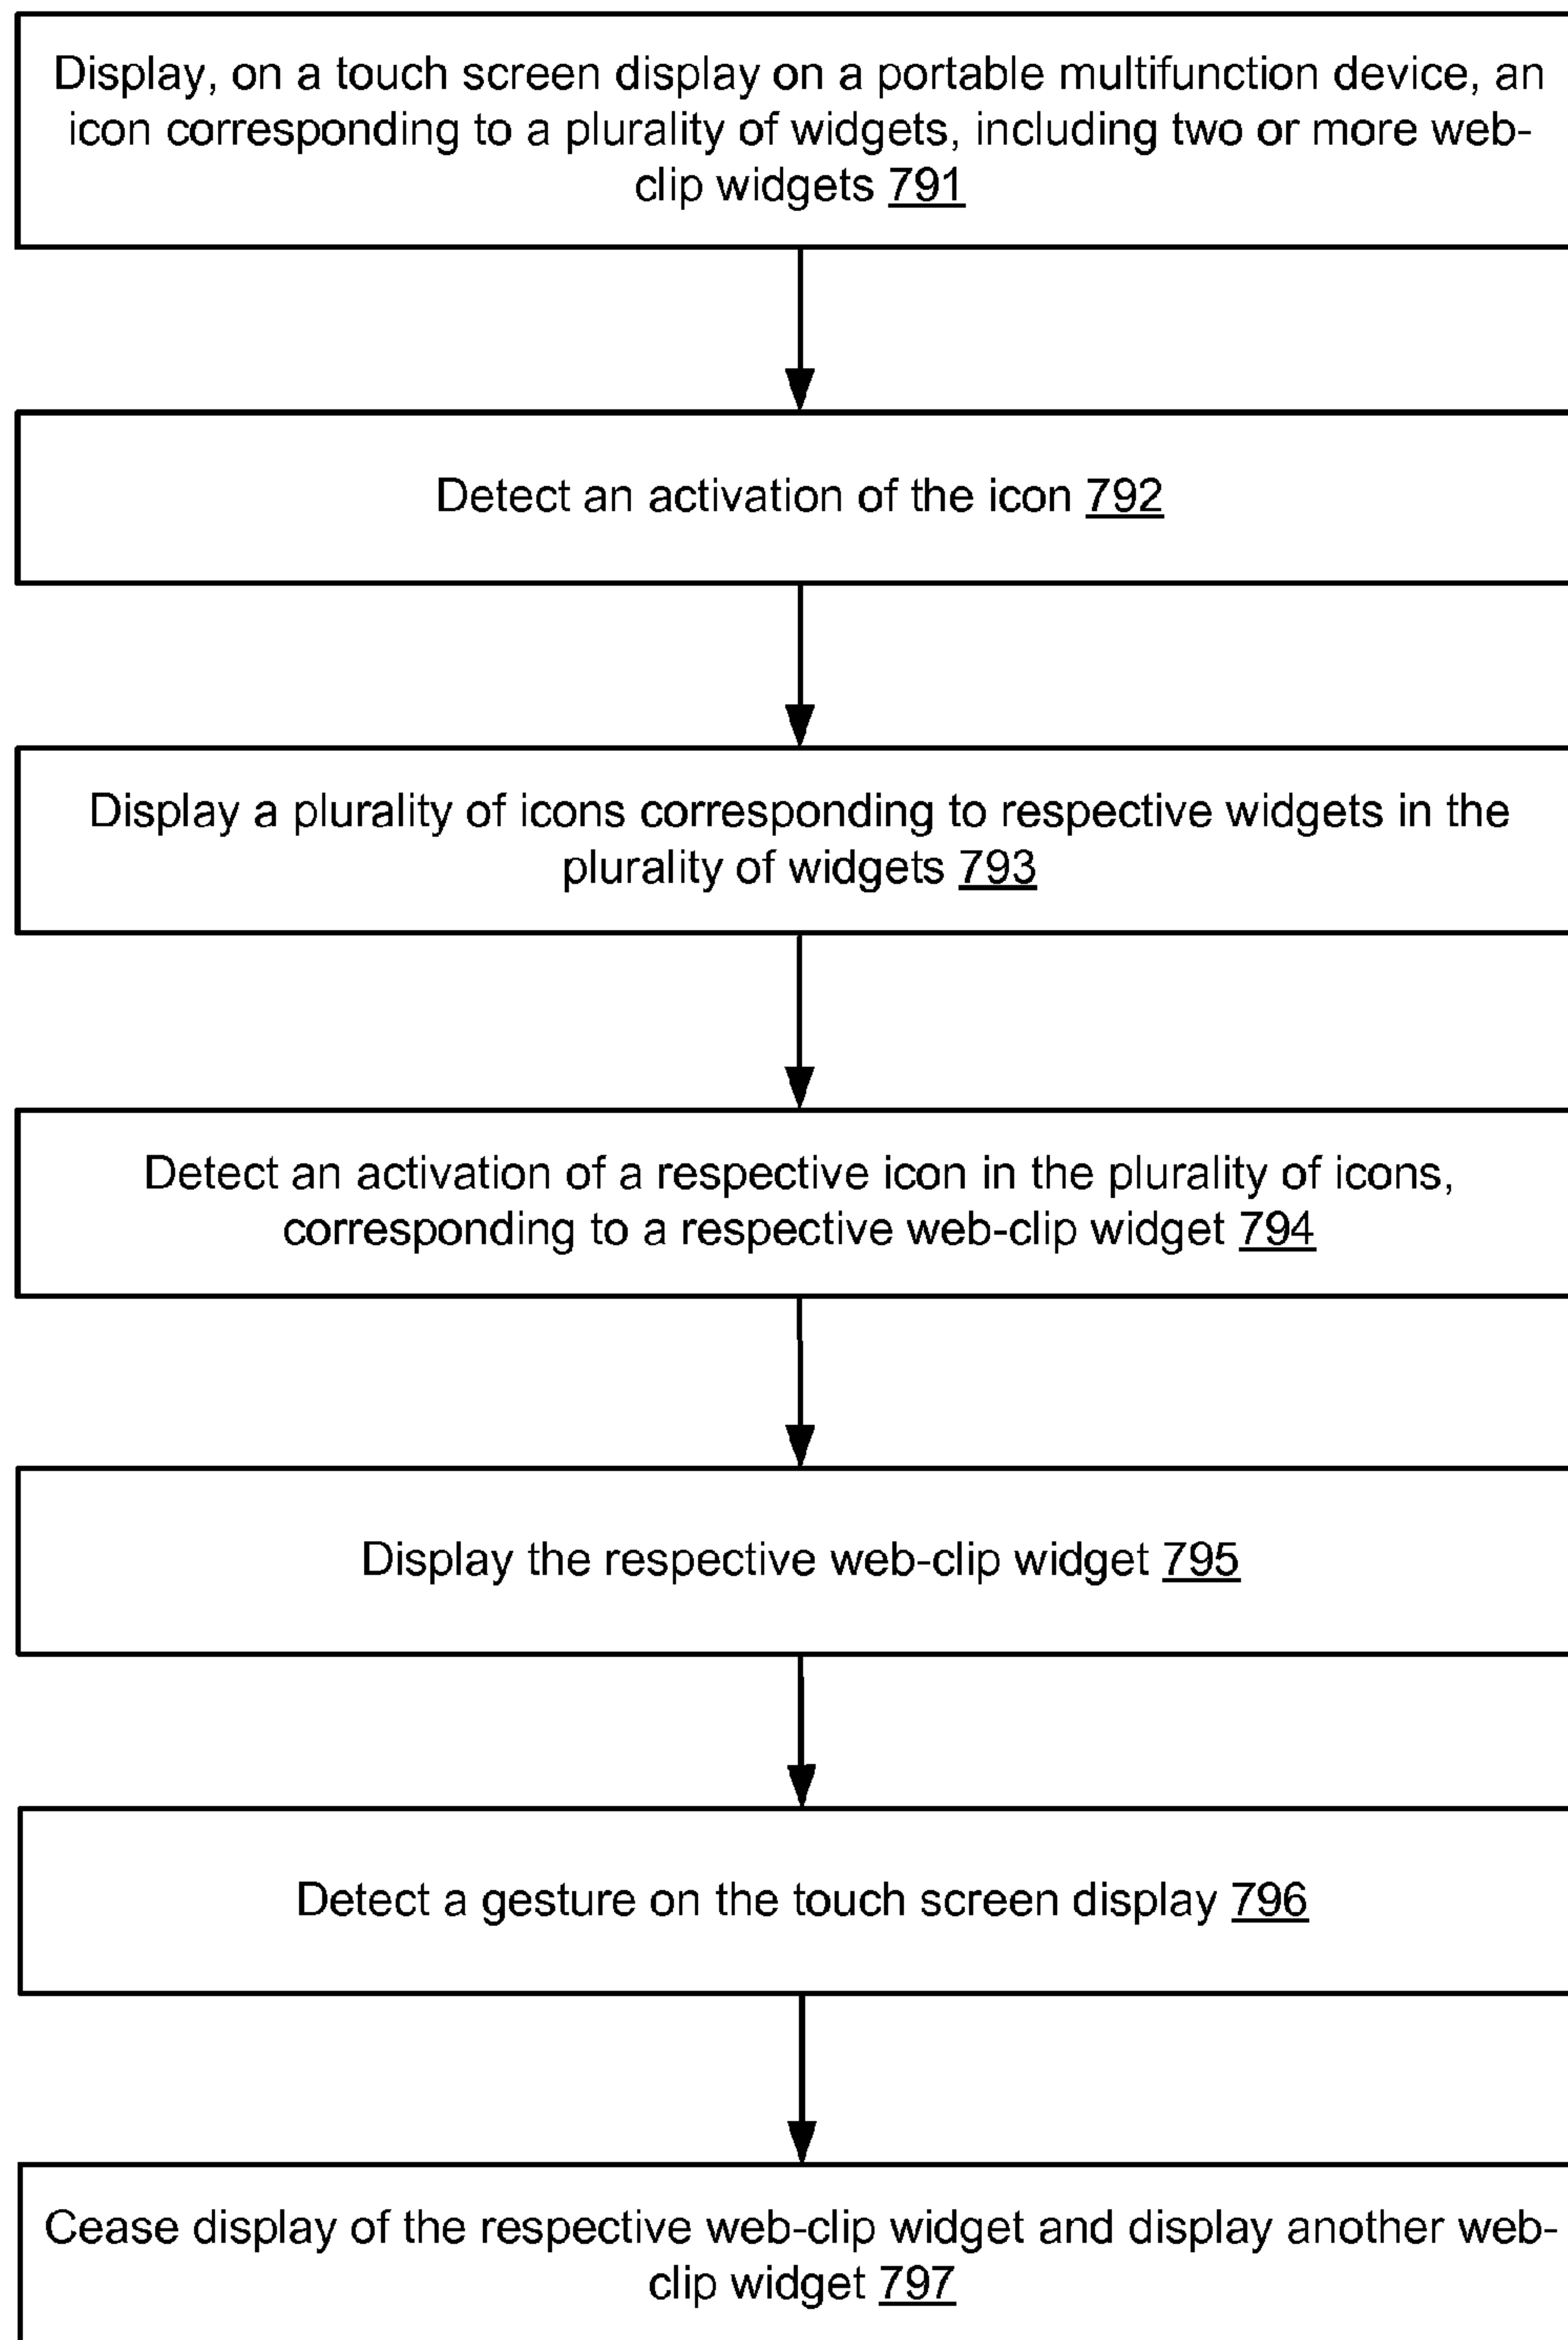 Display, on a touch screen display on a portable multifunction device, an
icon corresponding to a plurality of widgets, including two or more web-
clip widgets 791
Detect an activation of the icon 792
Display a plurality of icons corresponding to respective widgets in the
plurality of widgets 793
Detect an activation of a respective icon in the plurality of icons,
corresponding to a respective web-clip widget 794
Display the respective web-clip widget 795
Detect a gesture on the touch screen display 796
Cease display of the respective web-clip widget and display another web-
clip widget 797